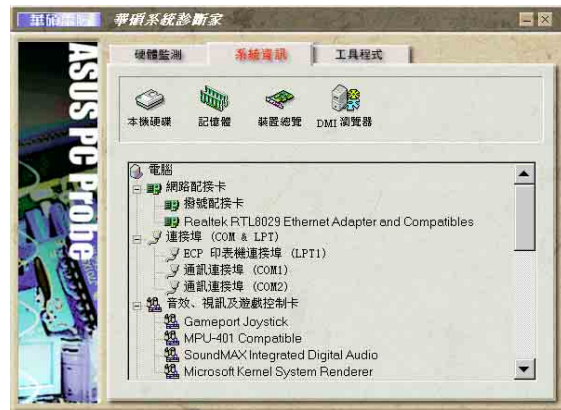 華碩電腦 華碩系統診斷家
ASUS PC Probe
硬體監測 系統資訊 工具程式
本機硬碟 記憶體 裝置總覽 DMI 瀏覽器
電腦
網路配接卡
撥號配接卡
Realtek RTL8029 Ethernet Adapter and Compatibles
連接埠 (COM & LPT)
ECP 印表機連接埠 (LPT1)
通訊連接埠 (COM1)
通訊連接埠 (COM2)
音效、視訊及遊戲控制卡
Gameport Joystick
MPU-401 Compatible
SoundMAX Integrated Digital Audio
Microsoft Kernel System Renderer